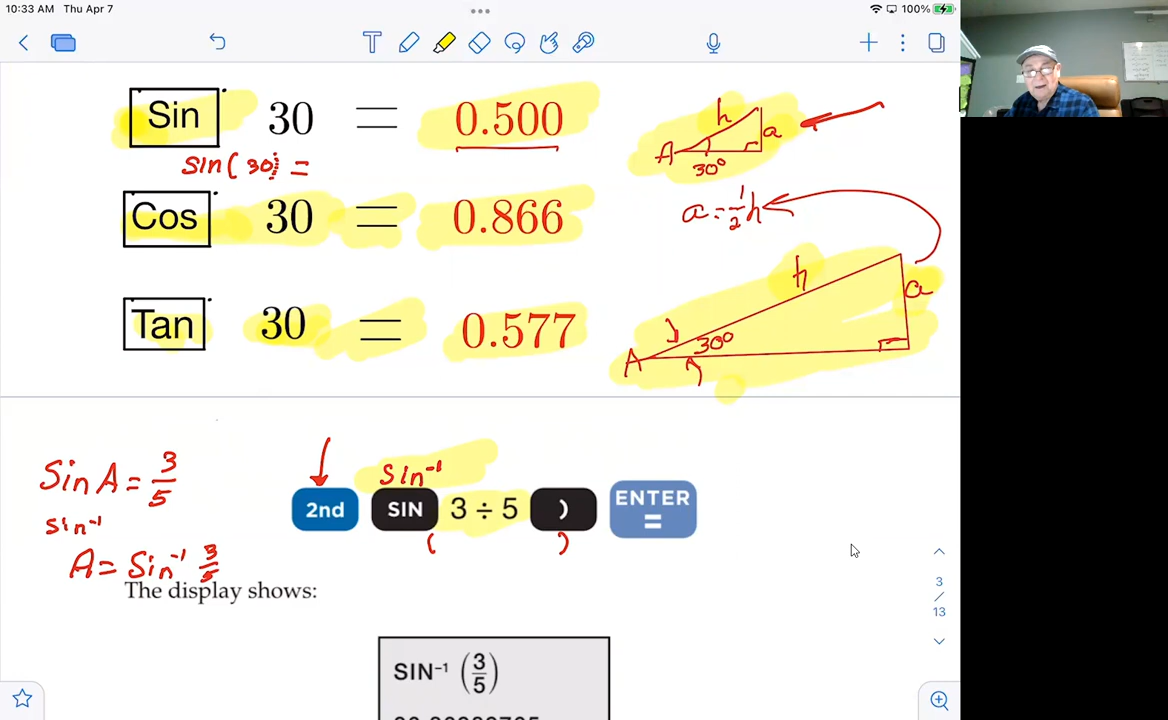 10:33 AM Thu Apr 7
100%
Sin 30 = 0.500
sin( 30) =
h
a
A
30°
Cos 30 = 0.866
a = 1/2 h
h
a
Tan 30 = 0.577
30°
A
Sin A = 3/5
sin⁻¹
Sin⁻¹
2nd SIN 3 ÷ 5 ) ENTER =
( )
A = Sin⁻¹ 3/5
The display shows:
3
/
13
SIN⁻¹ (3/5)